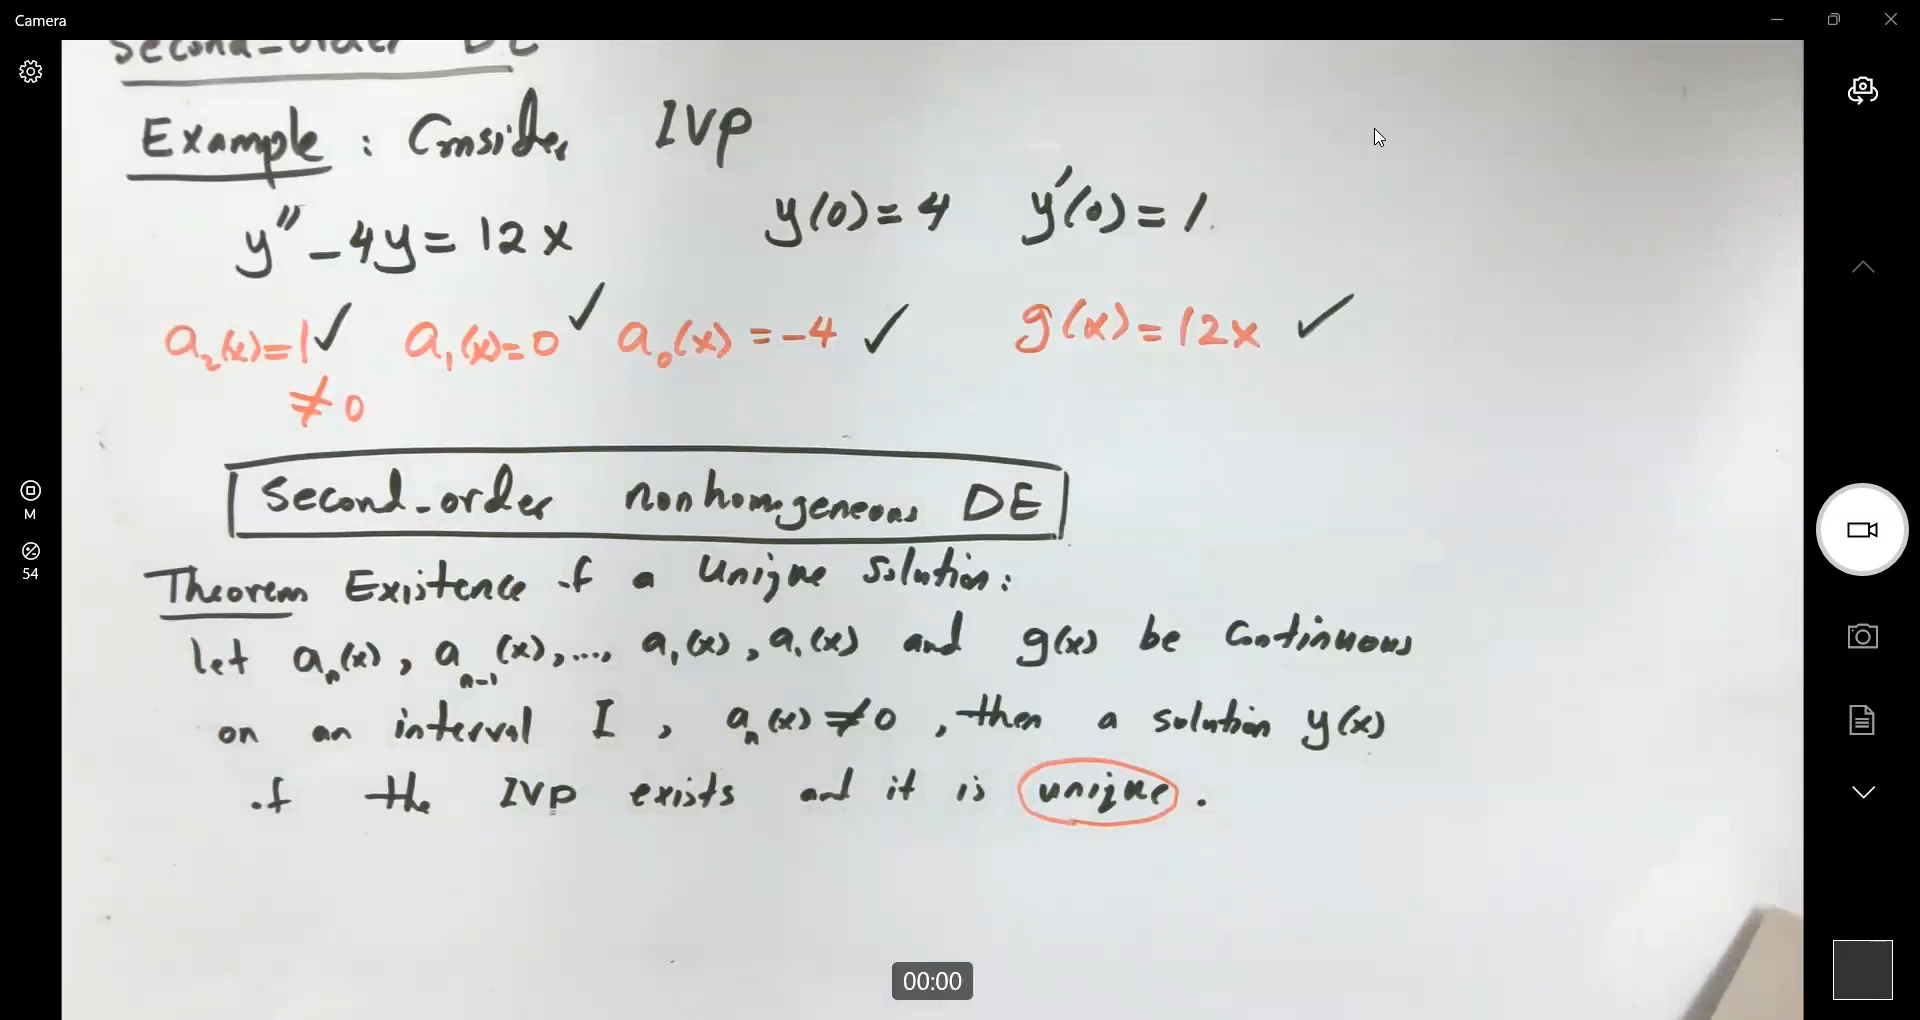 Camera
Second-order DE
Example : Consider IVP
y'' - 4y = 12x y(0) = 4 y'(0) = 1.
a₂(x)=1 ✓ a₁(x)=0 ✓ a₀(x) = -4 ✓ g(x) = 12x ✓
≠ 0
Second-order nonhomogeneous DE
Theorem Existence of a Unique Solution:
let aₙ(x), aₙ₋₁(x), ..., a₁(x), a₁(x) and g(x) be Continuous
on an interval I , aₙ(x) ≠ 0 , then a solution y(x)
of the IVP exists and it is unique .
M
54
00:00